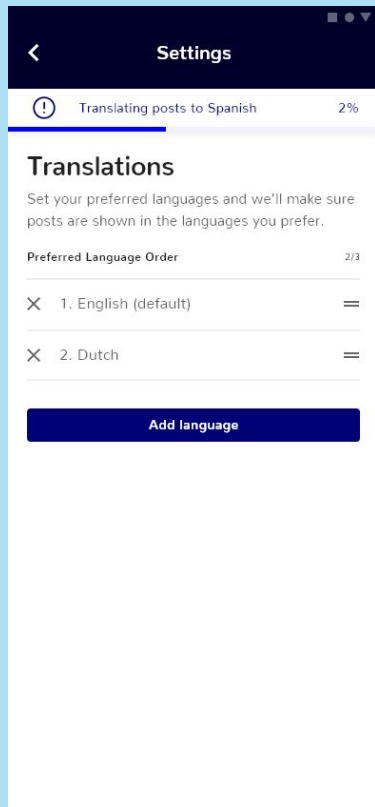 Settings
Translating posts to Spanish 2%
Translations
Set your preferred languages and we'll make sure
posts are shown in the languages you prefer.
Preferred Language Order 2/3
1. English (default)
2. Dutch
Add language